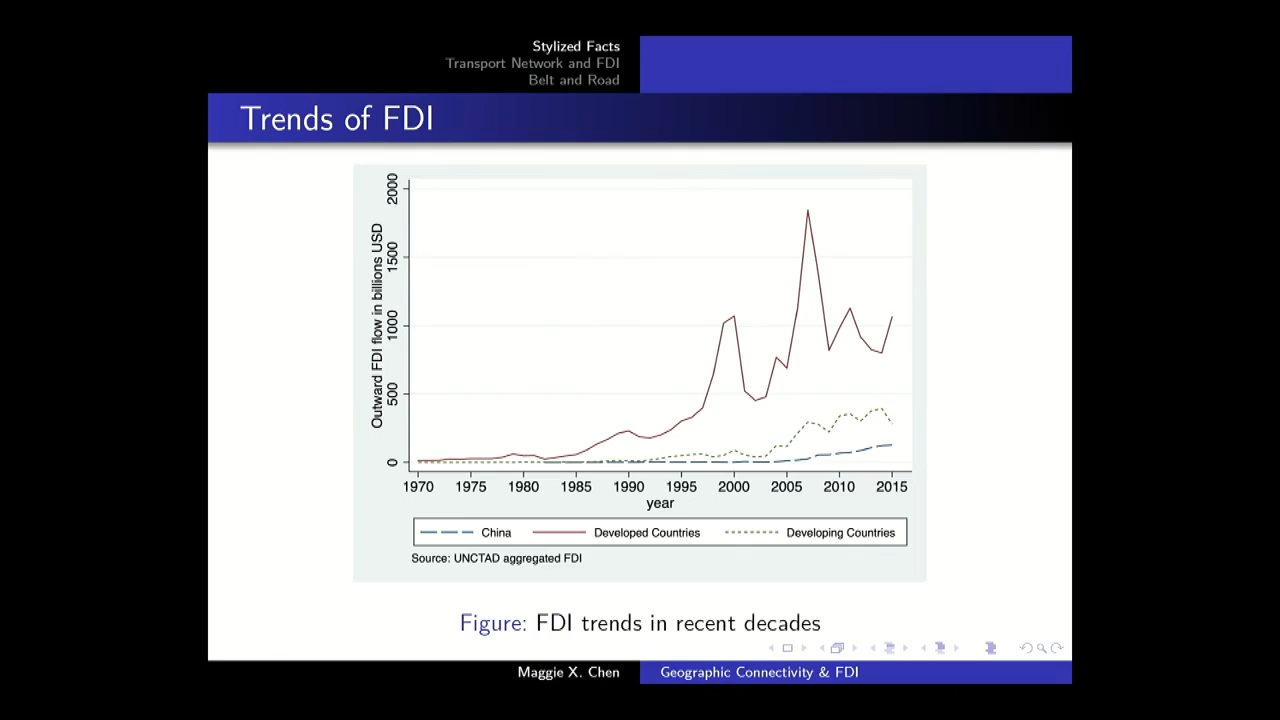 Stylized Facts
Transport Network and FDI
Belt and Road
Trends of FDI
Outward FDI flow in billions USD
2000
1500
1000
500
0
1970 1975 1980 1985 1990 1995 2000 2005 2010 2015
year
China Developed Countries Developing Countries
Source: UNCTAD aggregated FDI
Figure: FDI trends in recent decades
Maggie X. Chen Geographic Connectivity & FDI